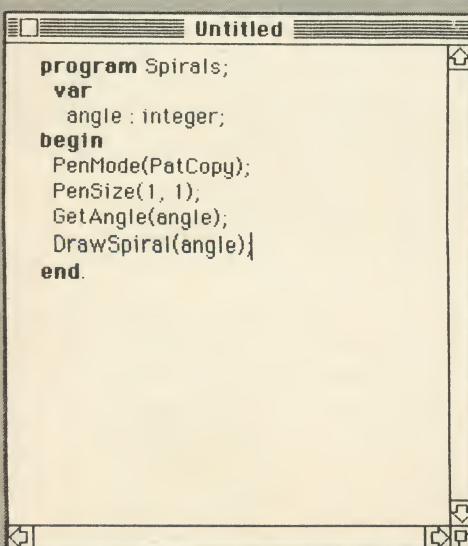 Untitled
program Spirals;
var
angle : integer;
begin
PenMode(PatCopy);
PenSize(1, 1);
GetAngle(angle);
DrawSpiral(angle);
end.